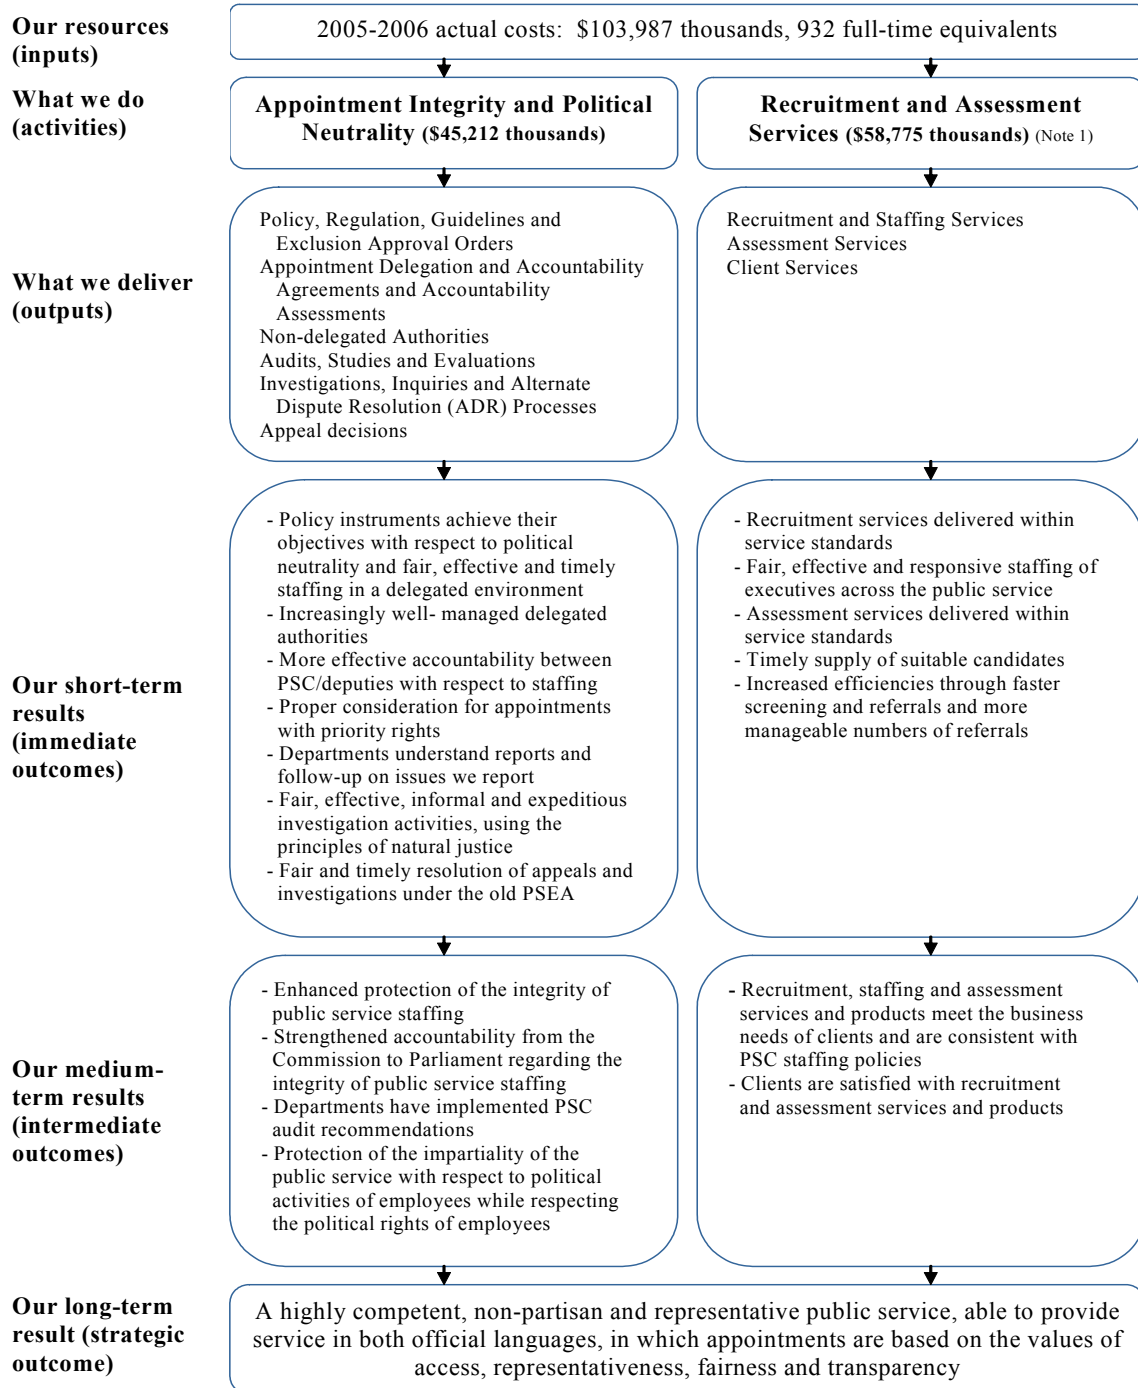 Our resources
(inputs)
2005-2006 actual costs:  $103,987 thousands, 932 full-time equivalents
What we do
(activities)
Appointment Integrity and Political
Neutrality ($45,212 thousands)
Recruitment and Assessment
Services ($58,775 thousands) (Note 1)
What we deliver
(outputs)
Policy, Regulation, Guidelines and
Exclusion Approval Orders
Appointment Delegation and Accountability
Agreements and Accountability
Assessments
Non-delegated Authorities
Audits, Studies and Evaluations
Investigations, Inquiries and Alternate
Dispute Resolution (ADR) Processes
Appeal decisions
Recruitment and Staffing Services
Assessment Services
Client Services
Our short-term
results
(immediate
outcomes)
- Policy instruments achieve their
objectives with respect to political
neutrality and fair, effective and timely
staffing in a delegated environment
- Increasingly well- managed delegated
authorities
- More effective accountability between
PSC/deputies with respect to staffing
- Proper consideration for appointments
with priority rights
- Departments understand reports and
follow-up on issues we report
- Fair, effective, informal and expeditious
investigation activities, using the
principles of natural justice
- Fair and timely resolution of appeals and
investigations under the old PSEA
- Recruitment services delivered within
service standards
- Fair, effective and responsive staffing of
executives across the public service
- Assessment services delivered within
service standards
- Timely supply of suitable candidates
- Increased efficiencies through faster
screening and referrals and more
manageable numbers of referrals
Our medium-
term results
(intermediate
outcomes)
- Enhanced protection of the integrity of
public service staffing
- Strengthened accountability from the
Commission to Parliament regarding the
integrity of public service staffing
- Departments have implemented PSC
audit recommendations
- Protection of the impartiality of the
public service with respect to political
activities of employees while respecting
the political rights of employees
- Recruitment, staffing and assessment
services and products meet the business
needs of clients and are consistent with
PSC staffing policies
- Clients are satisfied with recruitment
and assessment services and products
Our long-term
result (strategic
outcome)
A highly competent, non-partisan and representative public service, able to provide
service in both official languages, in which appointments are based on the values of
access, representativeness, fairness and transparency